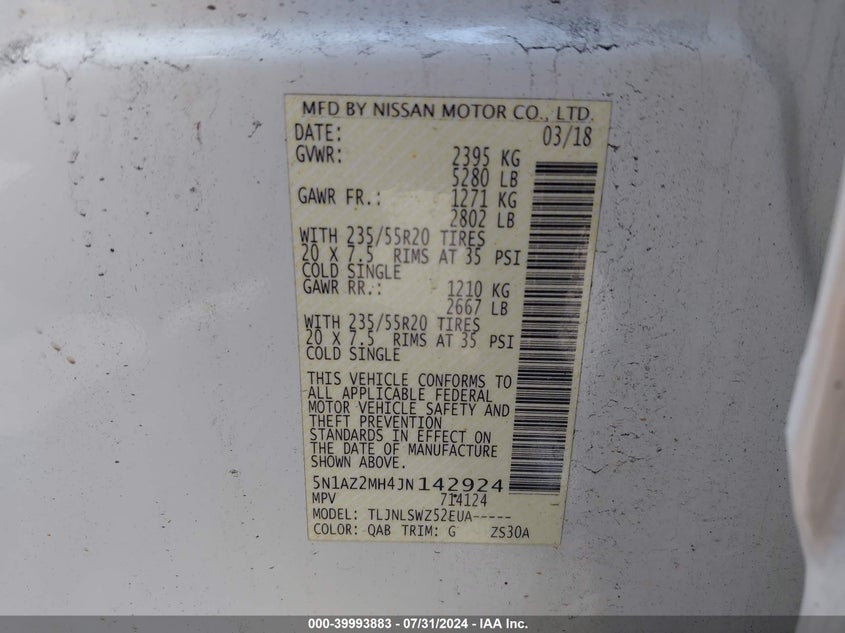 MFD BY NISSAN MOTOR CO., LTD.
DATE: 03/18
GVWR: 2395 KG
5280 LB
GAWR FR.: 1271 KG
2802 LB
WITH 235/55R20 TIRES
20 X 7.5 RIMS AT 35 PSI
COLD SINGLE
GAWR RR.: 1210 KG
2667 LB
WITH 235/55R20 TIRES
20 X 7.5 RIMS AT 35 PSI
COLD SINGLE
THIS VEHICLE CONFORMS TO
ALL APPLICABLE FEDERAL
MOTOR VEHICLE SAFETY AND
THEFT PREVENTION
STANDARDS IN EFFECT ON
THE DATE OF MANUFACTURE
SHOWN ABOVE.
5N1AZ2MH4JN142924
MPV 714124
MODEL: TLJNLSWZ52EUA-----
COLOR: QAB TRIM: G ZS30A
000-39993883 - 07/31/2024 - IAA Inc.